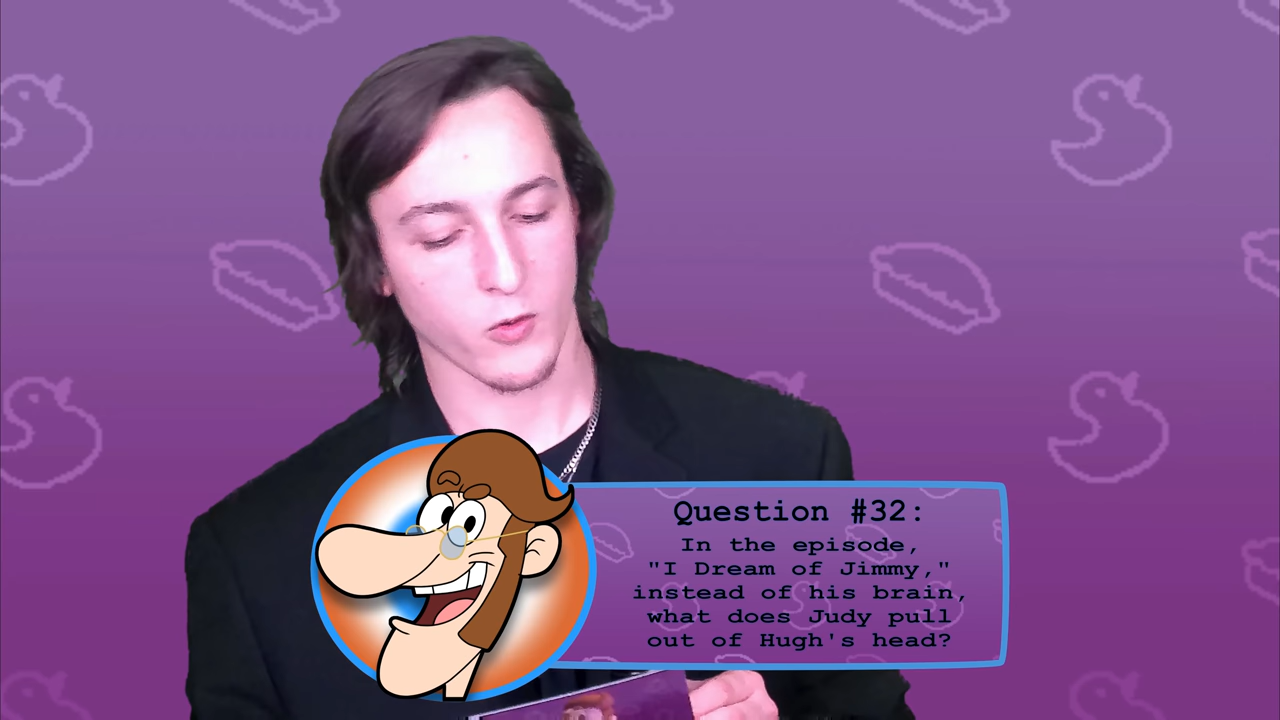 Question #32:
In the episode,
"I Dream of Jimmy,"
instead of his brain,
what does Judy pull
out of Hugh's head?